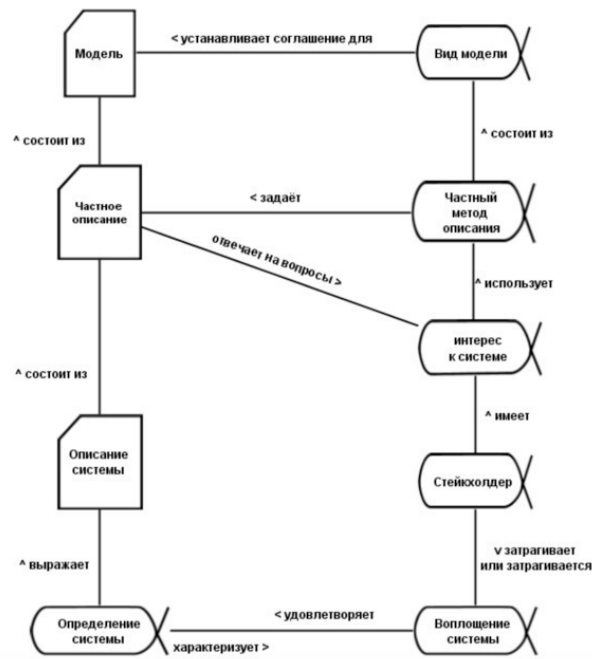 Модель
< устанавливает соглашение для
Вид модели
^ состоит из
^ состоит из
Частное
описание
< задаёт
Частный
метод
описания
отвечает на вопросы >
^ использует
интерес
к системе
^ состоит из
^ имеет
Описание
системы
Стейкхолдер
^ выражает
v затрагивает
или затрагивается
Определение
системы
< удовлетворяет
характеризует >
Воплощение
системы